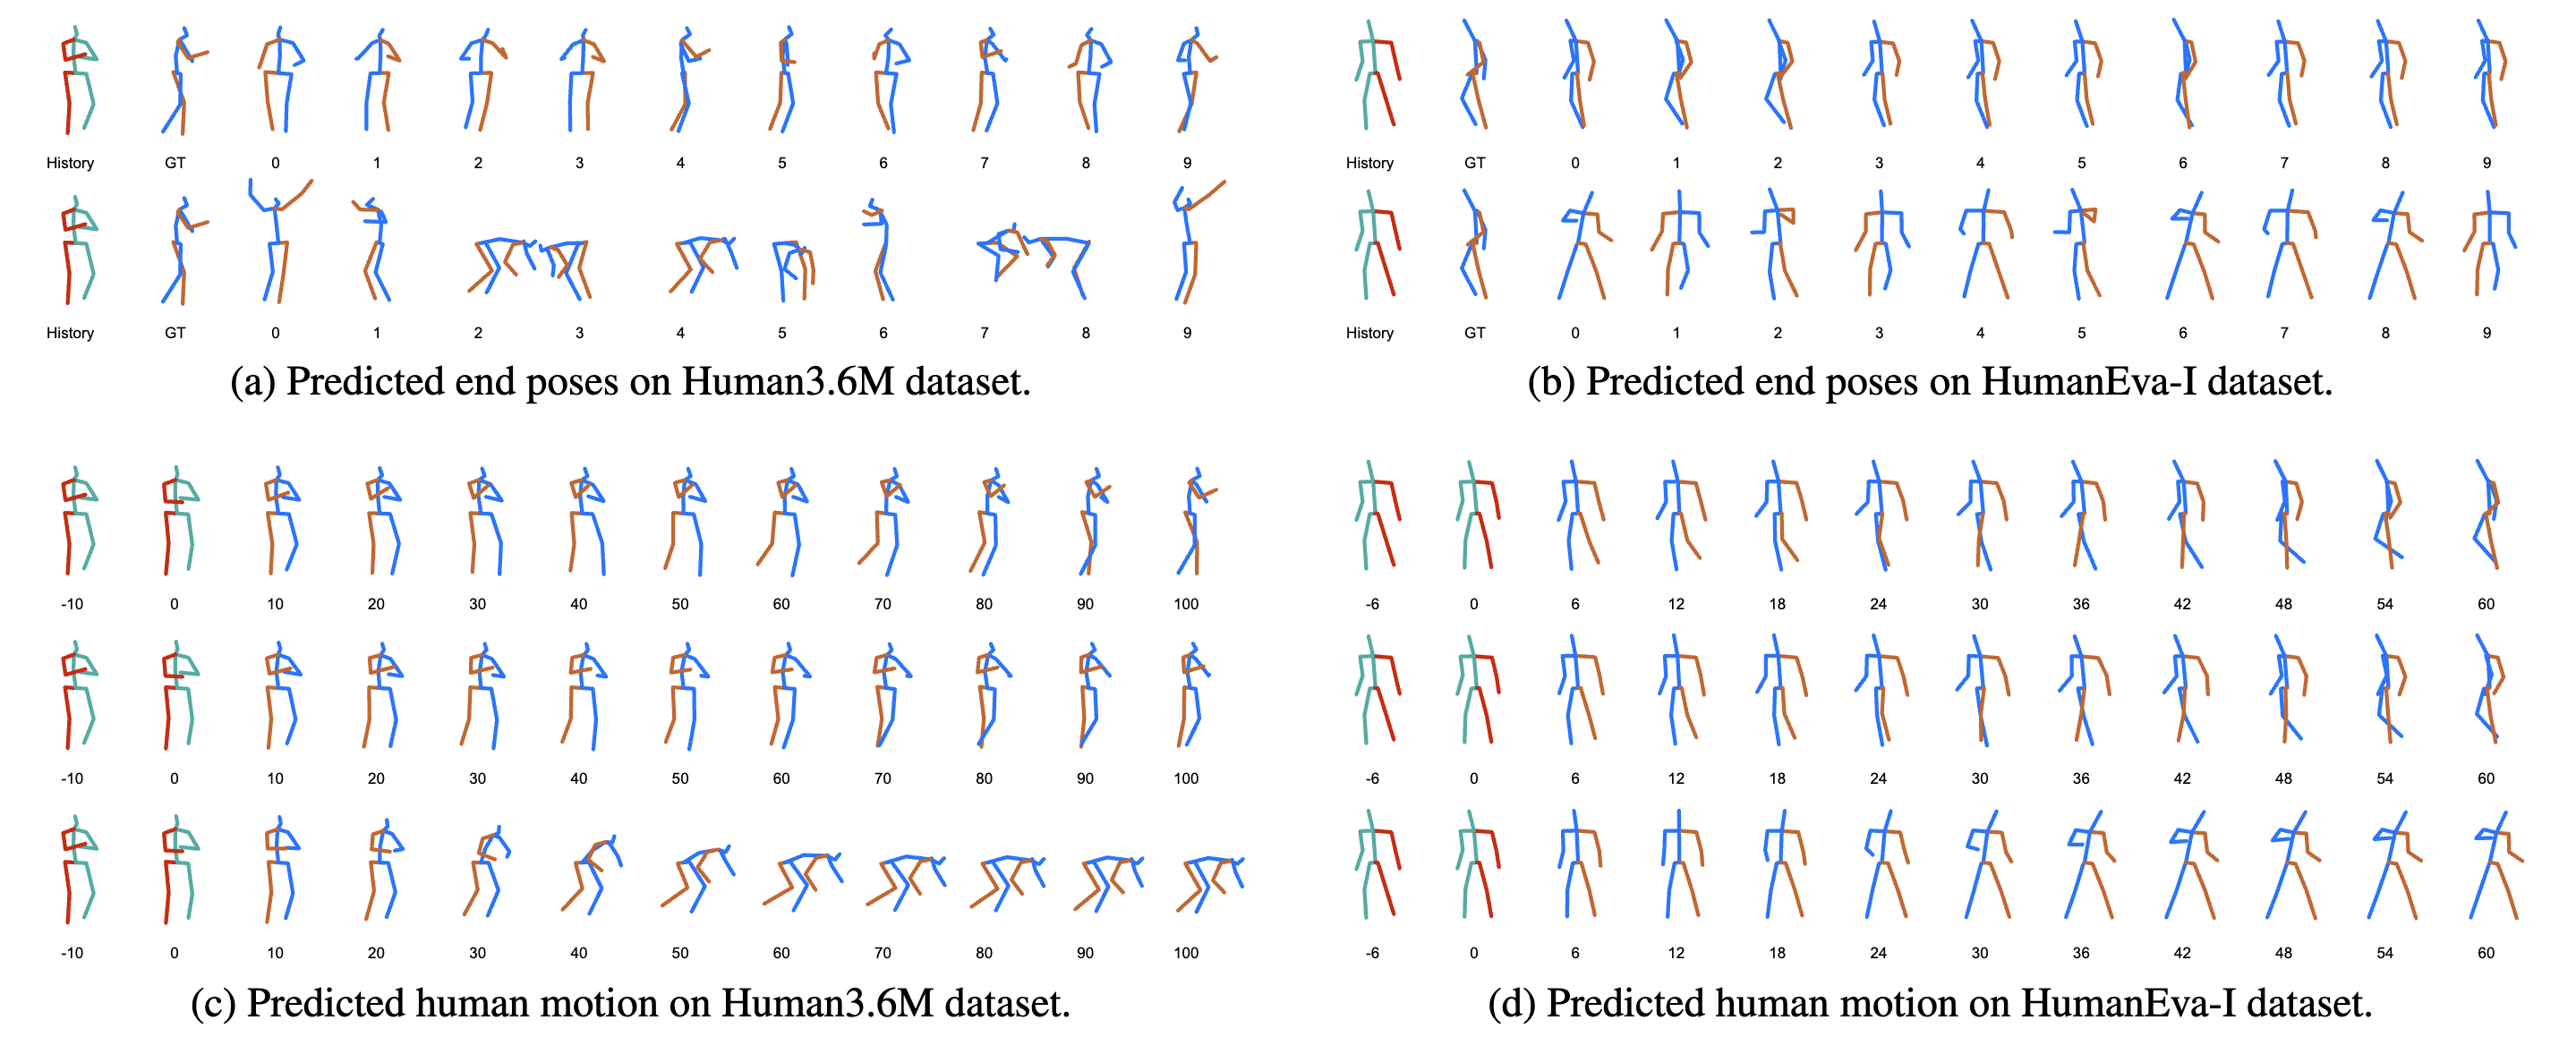 History GT 0 1 2 3 4 5 6 7 8 9
History GT 0 1 2 3 4 5 6 7 8 9
(a) Predicted end poses on Human3.6M dataset.
History GT 0 1 2 3 4 5 6 7 8 9
History GT 0 1 2 3 4 5 6 7 8 9
(b) Predicted end poses on HumanEva-I dataset.
-10 0 10 20 30 40 50 60 70 80 90 100
-10 0 10 20 30 40 50 60 70 80 90 100
-10 0 10 20 30 40 50 60 70 80 90 100
(c) Predicted human motion on Human3.6M dataset.
-6 0 6 12 18 24 30 36 42 48 54 60
-6 0 6 12 18 24 30 36 42 48 54 60
-6 0 6 12 18 24 30 36 42 48 54 60
(d) Predicted human motion on HumanEva-I dataset.